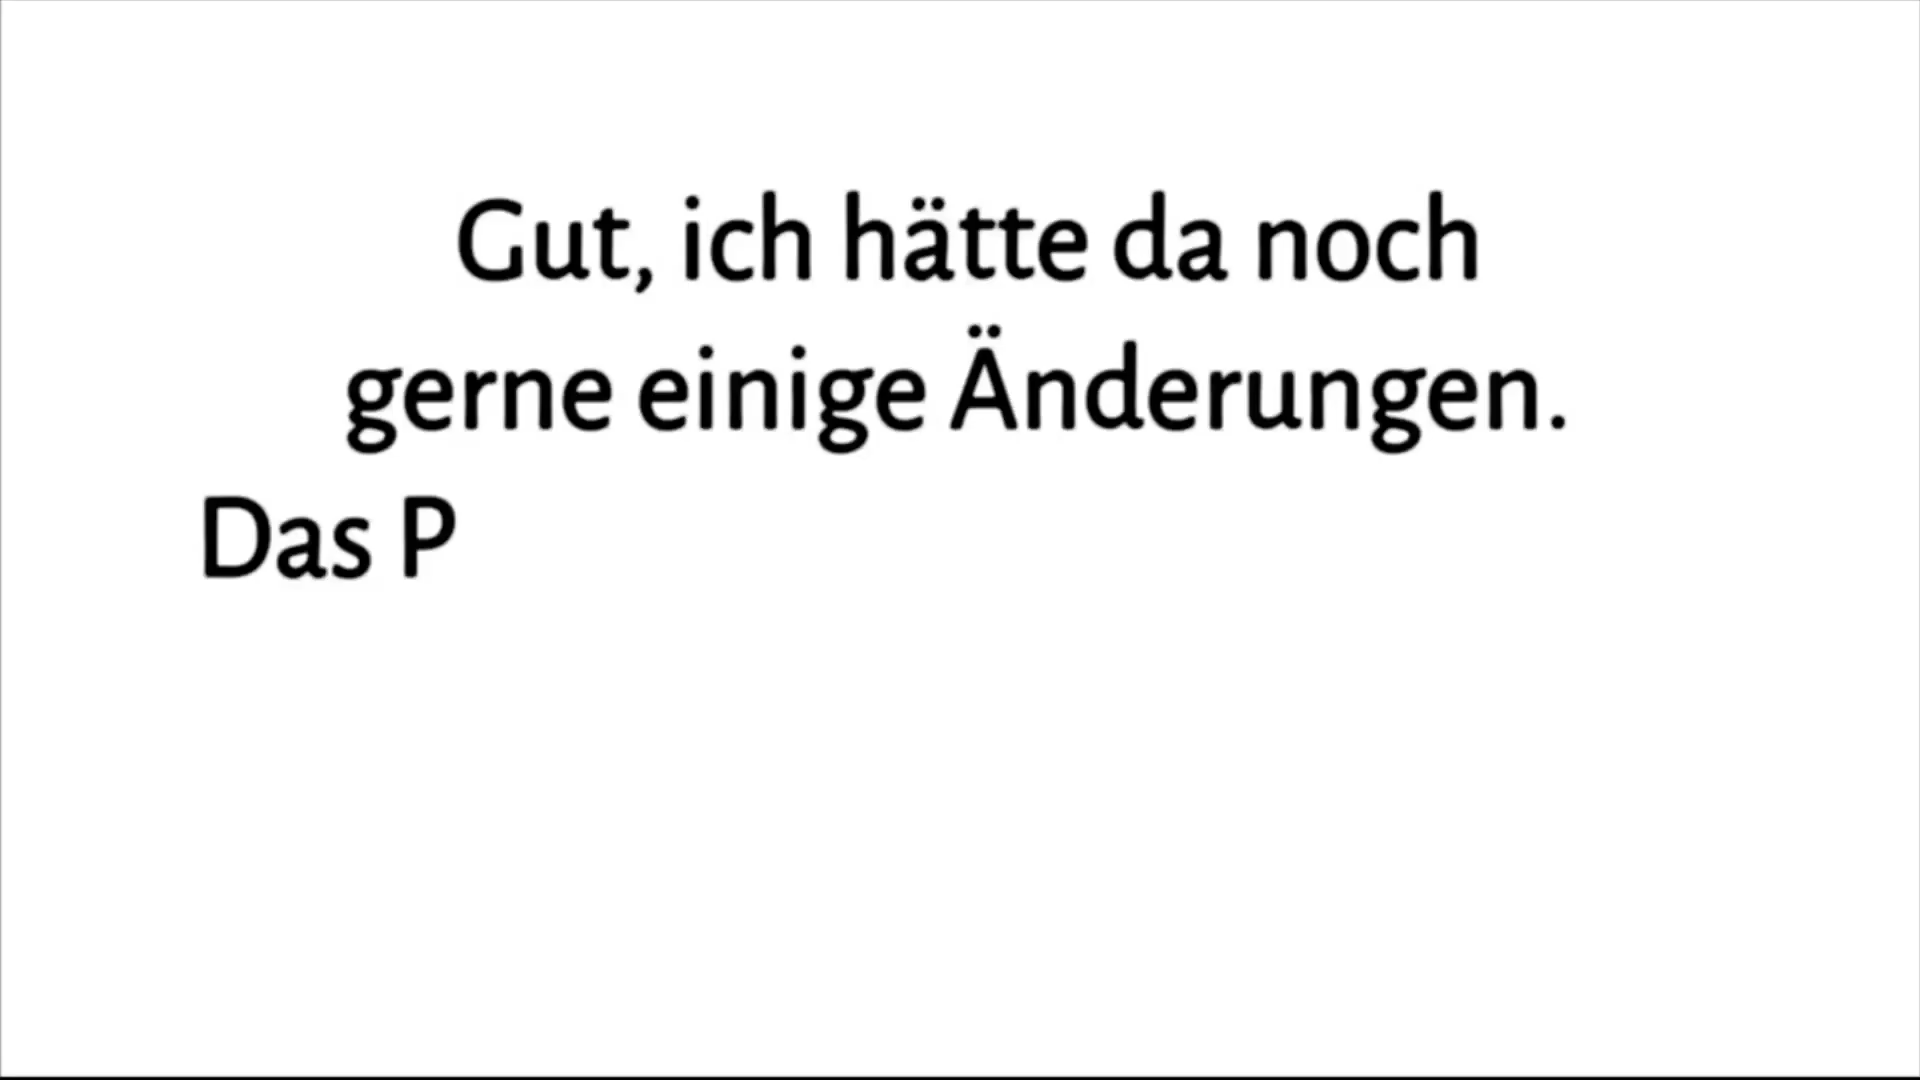 Gut, ich hätte da noch
gerne einige Änderungen.
Das P